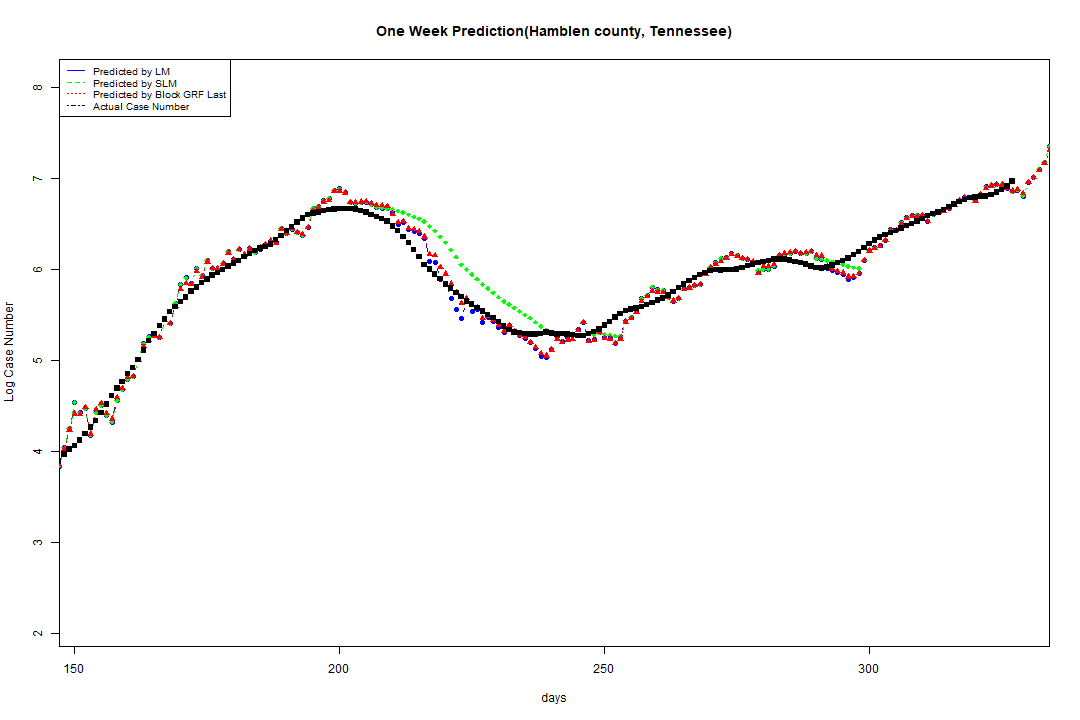 One Week Prediction(Hamblen county, Tennessee)
Predicted by LM
Predicted by SLM
Predicted by Block GRF Last
Actual Case Number
8
7
6
5
4
3
2
Log Case Number
150 200 250 300
days